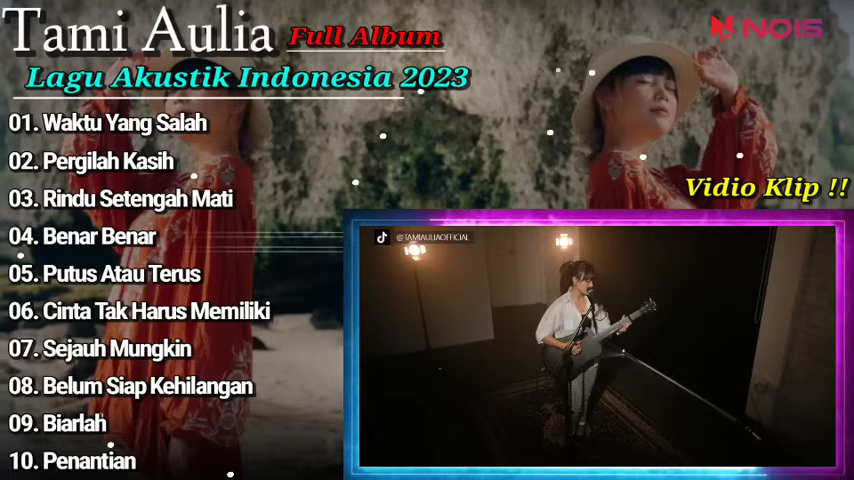 Tami Aulia Full Album
NOIS
Lagu Akustik Indonesia 2023
01. Waktu Yang Salah
02. Pergilah Kasih
03. Rindu Setengah Mati
04. Benar Benar
05. Putus Atau Terus
06. Cinta Tak Harus Memiliki
07. Sejauh Mungkin
08. Belum Siap Kehilangan
09. Biarlah
10. Penantian
Vidio Klip !!
@TAMIAULIAOFFICIAL